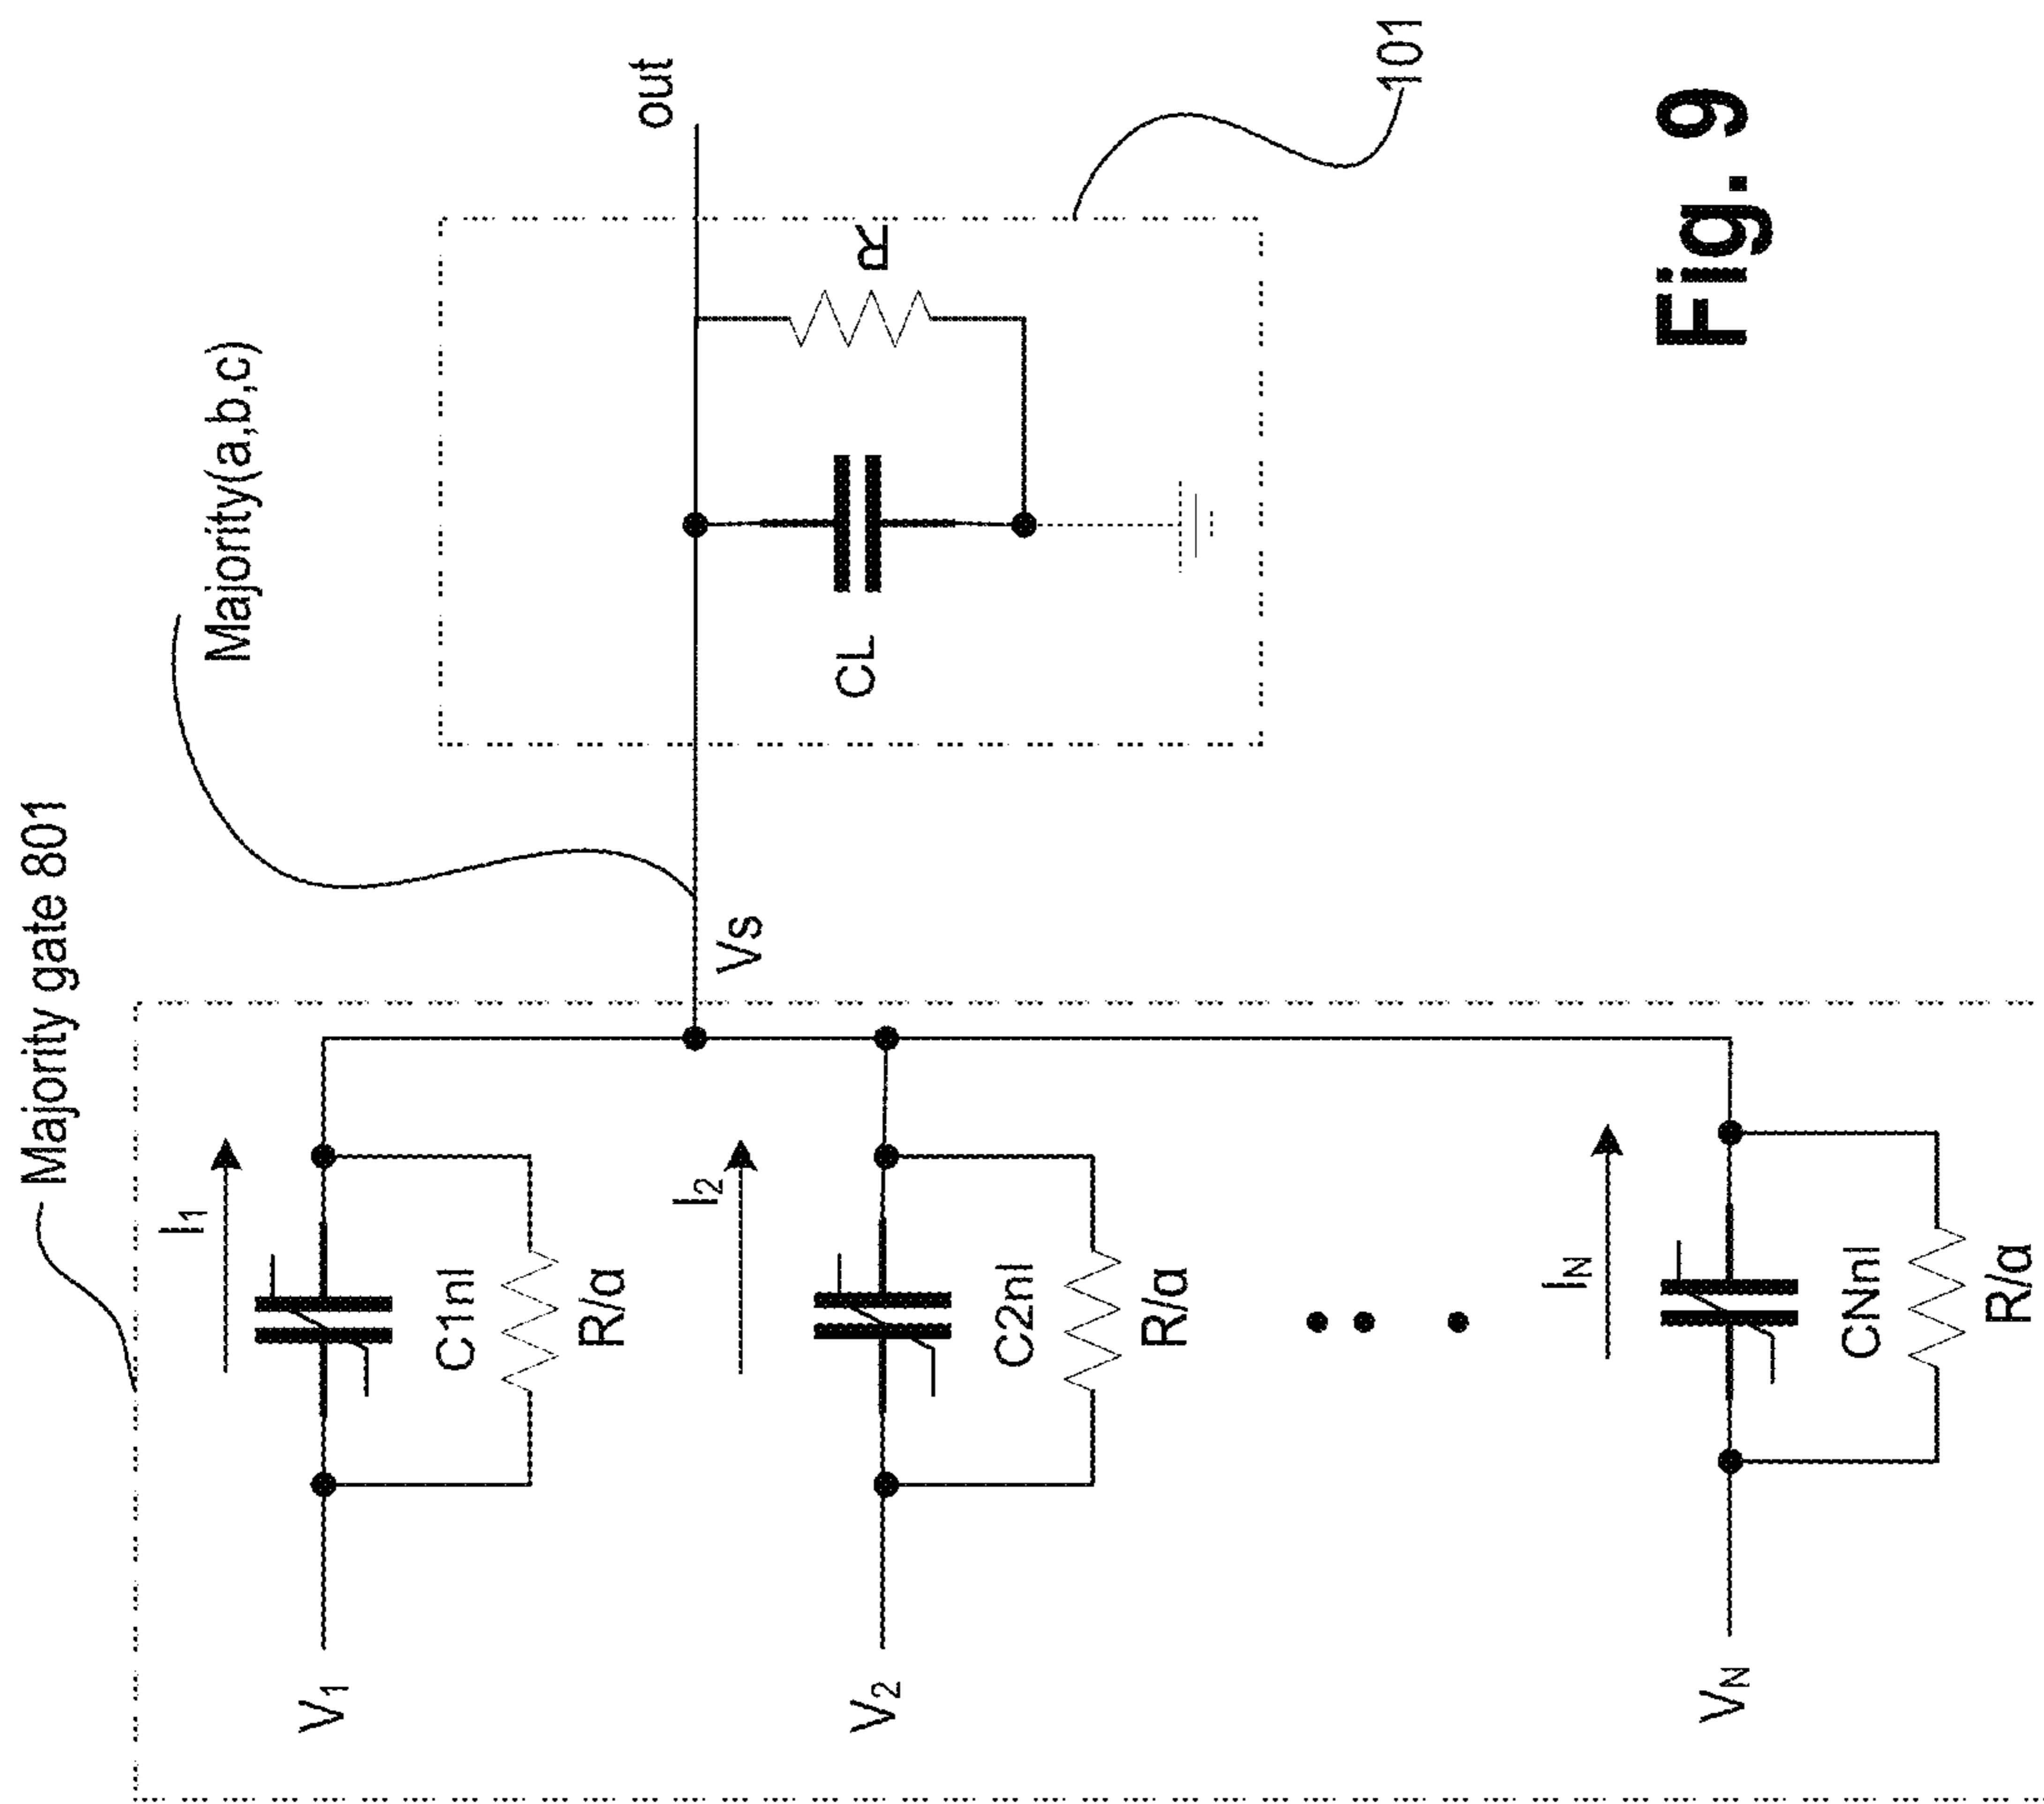 Majority gate 801
I1
V1
C1nl
R/α
I2
V2
C2nl
R/α
IN
VN
CNnl
R/α
Vs
Majority(a,b,c)
CL
R
out
101
Fig. 9